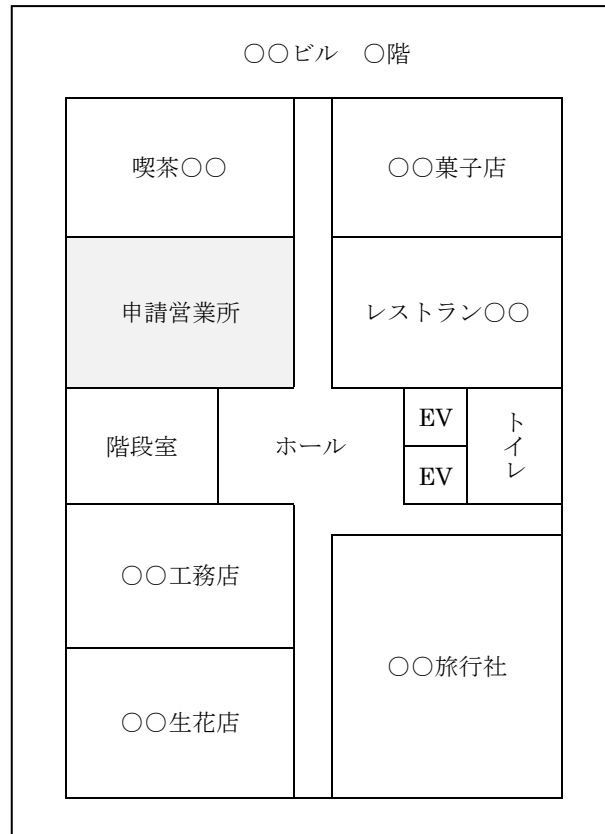 ○○ビル　○階
喫茶○○
○○菓子店
申請営業所
レストラン○○
階段室
ホール
EV
EV
トイレ
○○工務店
○○旅行社
○○生花店